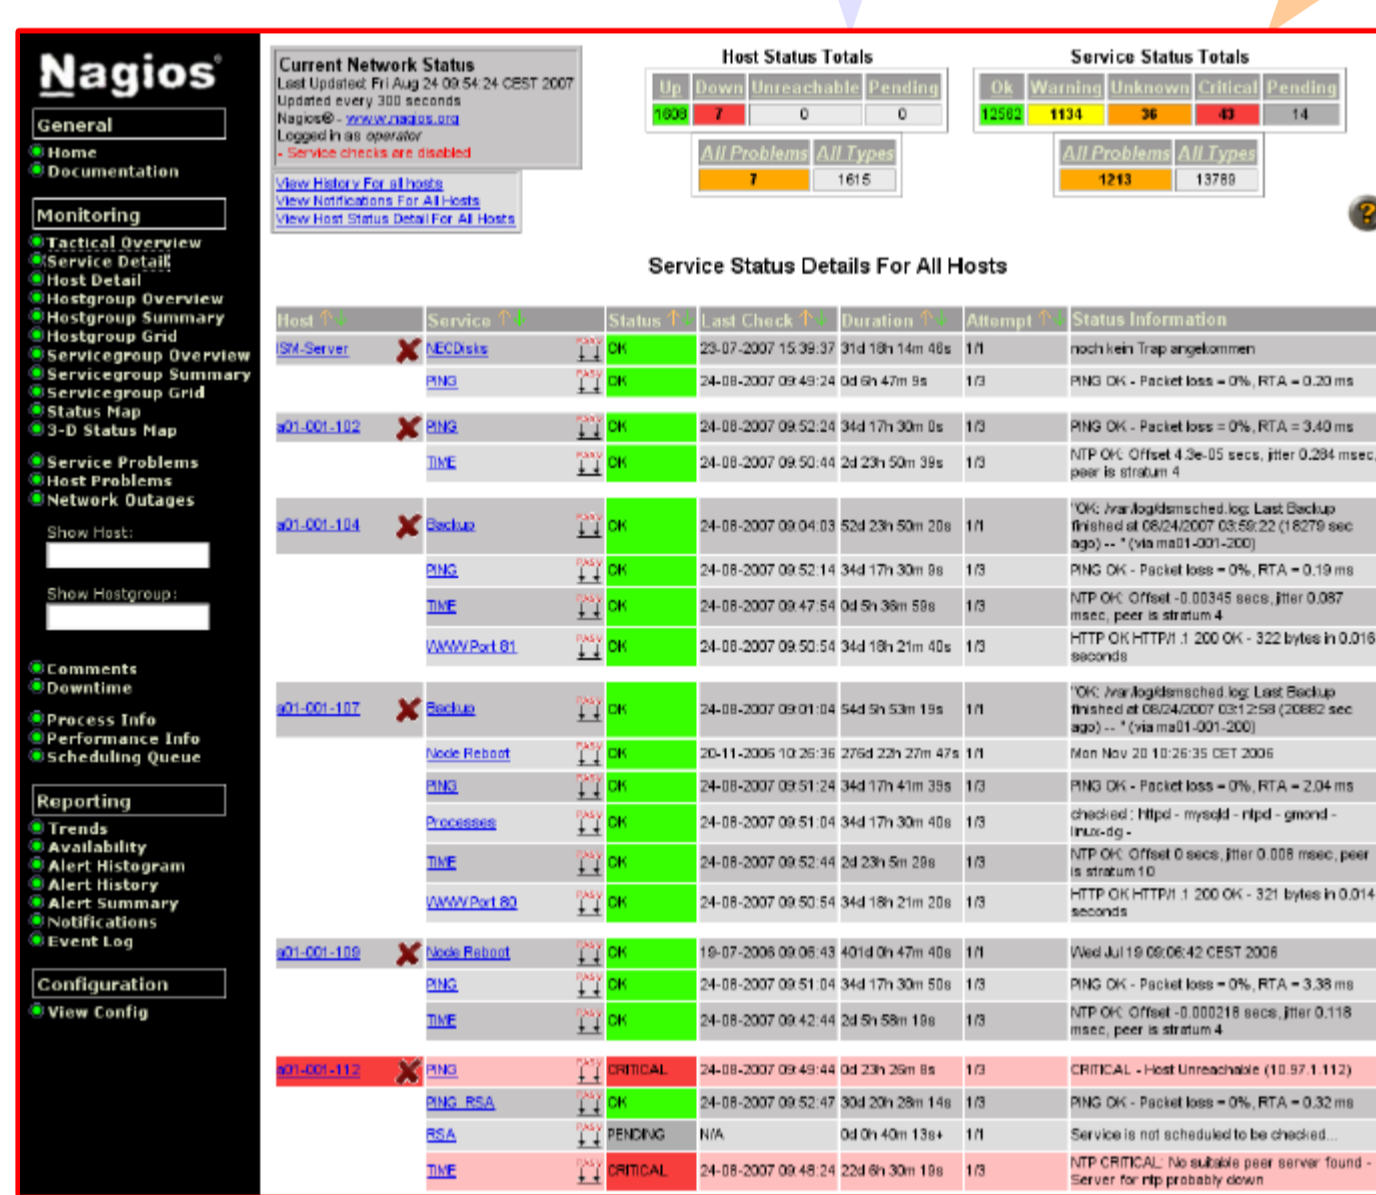 Nagios®
General
Home
Documentation
Monitoring
Tactical Overview
Service Detail
Host Detail
Hostgroup Overview
Hostgroup Summary
Hostgroup Grid
Servicegroup Overview
Servicegroup Summary
Servicegroup Grid
Status Map
3-D Status Map
Service Problems
Host Problems
Network Outages
Show Host:
Show Hostgroup:
Comments
Downtime
Process Info
Performance Info
Scheduling Queue
Reporting
Trends
Availability
Alert Histogram
Alert History
Alert Summary
Notifications
Event Log
Configuration
View Config
Current Network Status
Last Updated: Fri Aug 24 09:54:24 CEST 2007
Updated every 300 seconds
Nagios® - www.nagios.org
Logged in as operator
- Service checks are disabled
View History For all hosts
View Notifications For All Hosts
View Host Status Detail For All Hosts
Host Status Totals
Up Down Unreachable Pending
1608 7 0 0
All Problems All Types
7 1615
Service Status Totals
Ok Warning Unknown Critical Pending
12562 1134 36 43 14
All Problems All Types
1213 13789
?
Service Status Details For All Hosts
Host Service Status Last Check Duration Attempt Status Information
ISM-Server NECDisks PASV OK 23-07-2007 15:39:37 31d 18h 14m 46s 1/1 noch kein Trap angekommen
PING PASV OK 24-08-2007 09:49:24 0d 6h 47m 9s 1/3 PING OK - Packet loss = 0%, RTA = 0.20 ms
a01-001-102 PING PASV OK 24-08-2007 09:52:24 34d 17h 30m 0s 1/3 PING OK - Packet loss = 0%, RTA = 3.40 ms
TIME PASV OK 24-08-2007 09:50:44 2d 23h 50m 39s 1/3 NTP OK: Offset 4.3e-05 secs, jitter 0.284 msec,
peer is stratum 4
a01-001-104 Backup PASV OK 24-08-2007 09:04:03 52d 23h 50m 20s 1/1 "OK: /var/log/dsmsched.log: Last Backup
finished at 08/24/2007 03:59:22 (18279 sec
ago) -- " (via ma01-001-200)
PING PASV OK 24-08-2007 09:52:14 34d 17h 30m 9s 1/3 PING OK - Packet loss = 0%, RTA = 0.19 ms
TIME PASV OK 24-08-2007 09:47:54 0d 5h 36m 59s 1/3 NTP OK: Offset -0.00345 secs, jitter 0.087
msec, peer is stratum 4
WWW Port 81 PASV OK 24-08-2007 09:50:54 34d 18h 21m 40s 1/3 HTTP OK HTTP/1.1 200 OK - 322 bytes in 0.016
seconds
a01-001-107 Backup PASV OK 24-08-2007 09:01:04 54d 5h 53m 19s 1/1 "OK: /var/log/dsmsched.log: Last Backup
finished at 08/24/2007 03:12:58 (20882 sec
ago) -- " (via ma01-001-200)
Node Reboot PASV OK 20-11-2006 10:26:36 276d 22h 27m 47s 1/1 Mon Nov 20 10:26:35 CET 2006
PING PASV OK 24-08-2007 09:51:24 34d 17h 41m 39s 1/3 PING OK - Packet loss = 0%, RTA = 2.04 ms
Processes PASV OK 24-08-2007 09:51:04 34d 17h 30m 40s 1/3 checked : httpd - mysqld - ntpd - gmond -
linux-dg -
TIME PASV OK 24-08-2007 09:52:44 2d 23h 5m 29s 1/3 NTP OK: Offset 0 secs, jitter 0.008 msec, peer
is stratum 10
WWW Port 80 PASV OK 24-08-2007 09:50:54 34d 18h 21m 20s 1/3 HTTP OK HTTP/1.1 200 OK - 321 bytes in 0.014
seconds
a01-001-109 Node Reboot PASV OK 19-07-2006 09:06:43 401d 0h 47m 40s 1/1 Wed Jul 19 09:06:42 CEST 2006
PING PASV OK 24-08-2007 09:51:04 34d 17h 30m 50s 1/3 PING OK - Packet loss = 0%, RTA = 3.38 ms
TIME PASV OK 24-08-2007 09:42:44 2d 5h 58m 19s 1/3 NTP OK: Offset -0.000218 secs, jitter 0.118
msec, peer is stratum 4
a01-001-112 PING PASV CRITICAL 24-08-2007 09:49:44 0d 23h 26m 8s 1/3 CRITICAL - Host Unreachable (10.97.1.112)
PING_RSA PASV OK 24-08-2007 09:52:47 30d 20h 28m 14s 1/3 PING OK - Packet loss = 0%, RTA = 0.32 ms
RSA PASV PENDING N/A 0d 0h 40m 13s+ 1/1 Service is not scheduled to be checked...
TIME PASV CRITICAL 24-08-2007 09:48:24 22d 6h 30m 19s 1/3 NTP CRITICAL: No suitable peer server found -
Server for ntp probably down